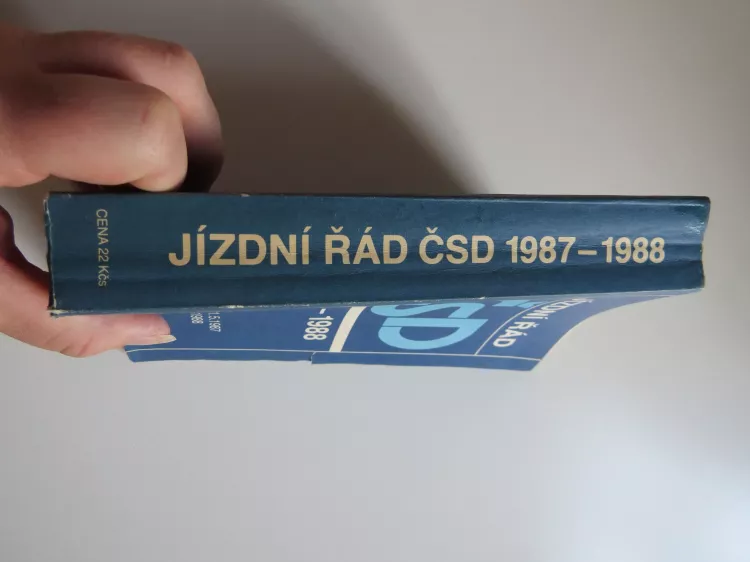 CENA 22 Kčs
JÍZDNÍ ŘÁD ČSD 1987–1988
JÍZDNÍ ŘÁD
ČSD
–1988